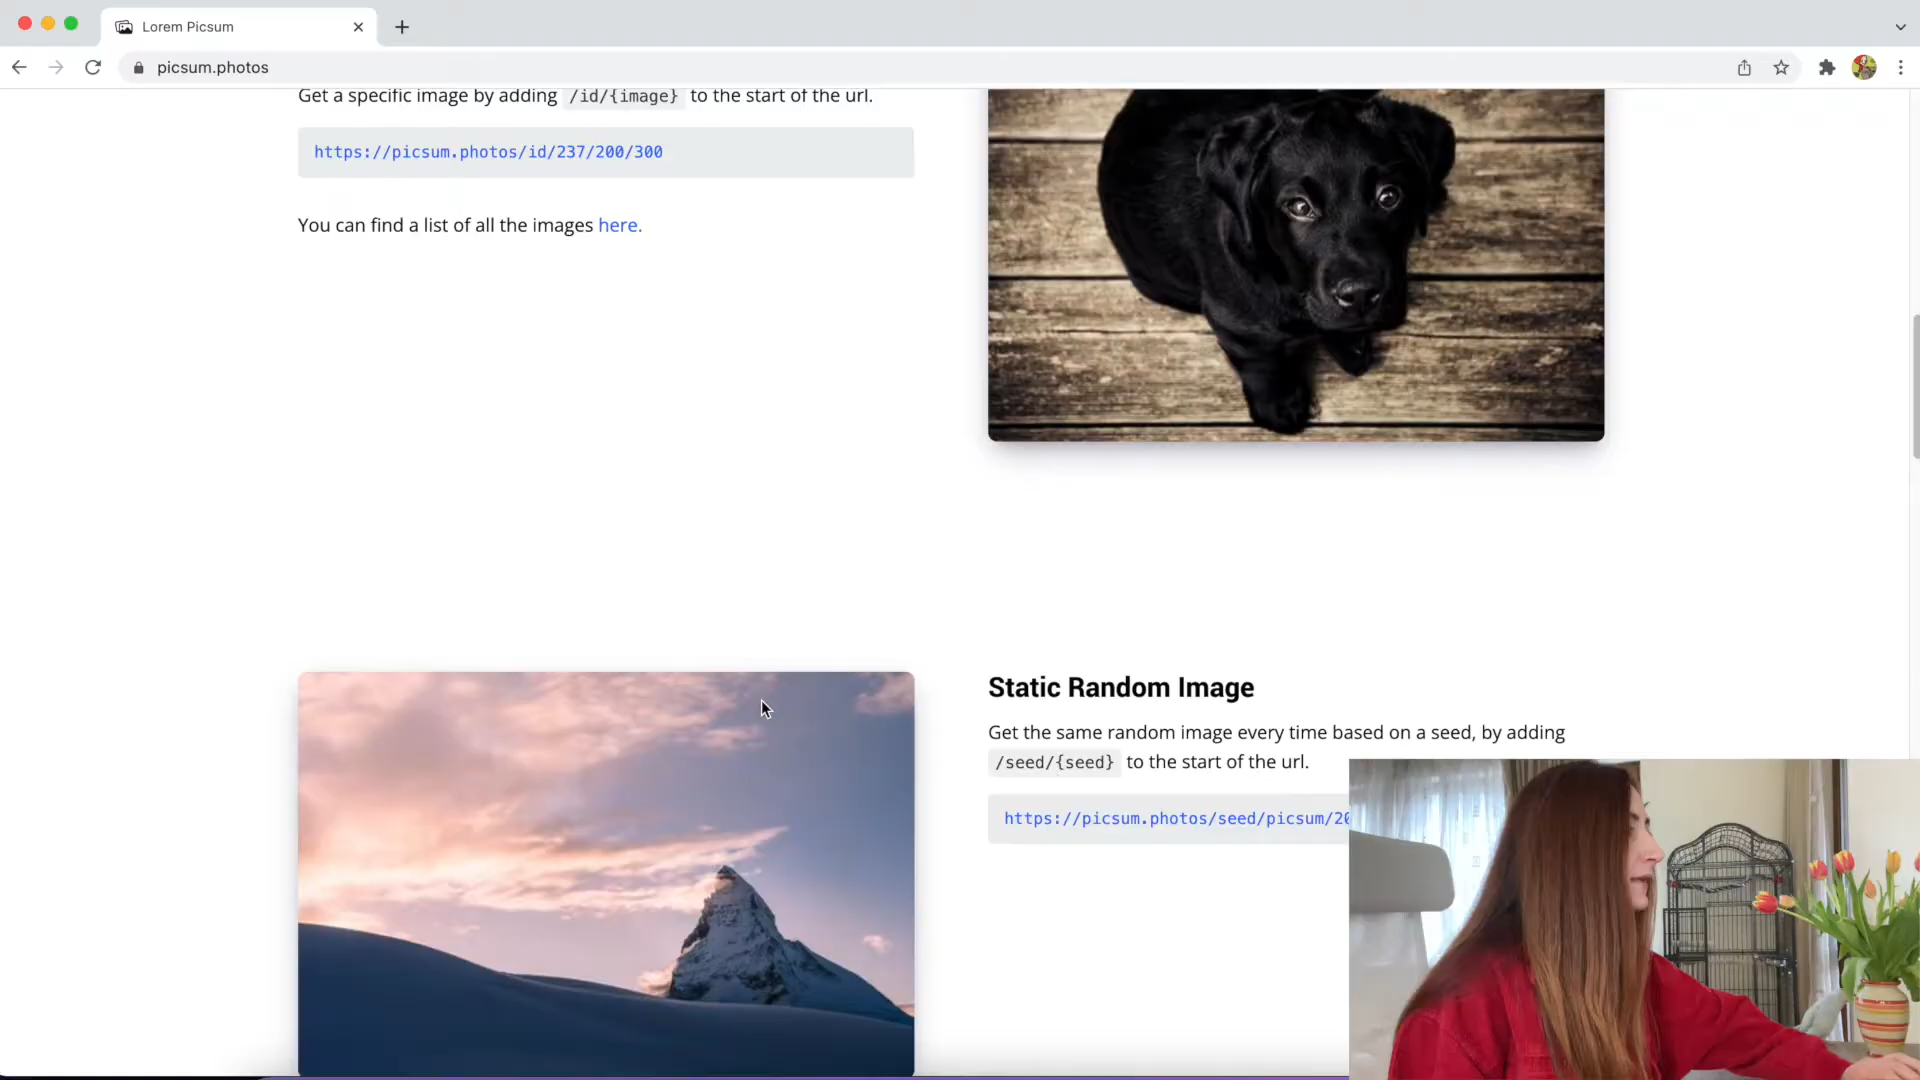 Lorem Picsum
picsum.photos
Get a specific image by adding /id/{image} to the start of the url.
https://picsum.photos/id/237/200/300
You can find a list of all the images here.
Static Random Image
Get the same random image every time based on a seed, by adding
/seed/{seed} to the start of the url.
https://picsum.photos/seed/picsum/20